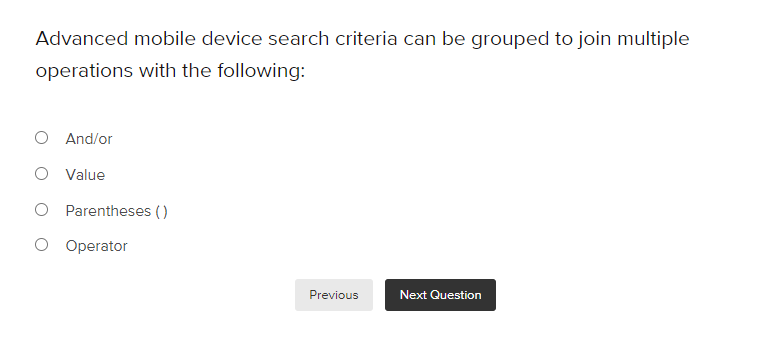 Advanced mobile device search criteria can be grouped to join multiple
operations with the following:
And/or
Value
Parentheses ( )
Operator
Previous
Next Question